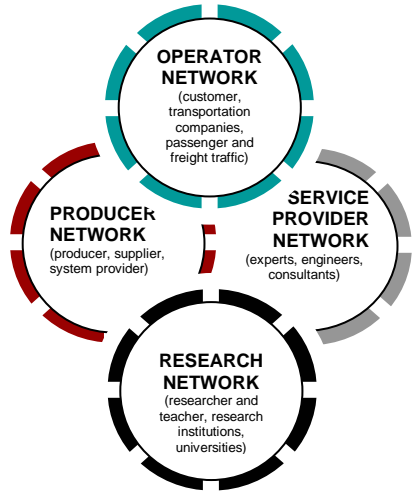 OPERATOR
NETWORK
(customer,
transportation
companies,
passenger and
freight traffic)
PRODUCER
NETWORK
(producer, supplier,
system provider)
SERVICE
PROVIDER
NETWORK
(experts, engineers,
consultants)
RESEARCH
NETWORK
(researcher and
teacher, research
institutions,
universities)